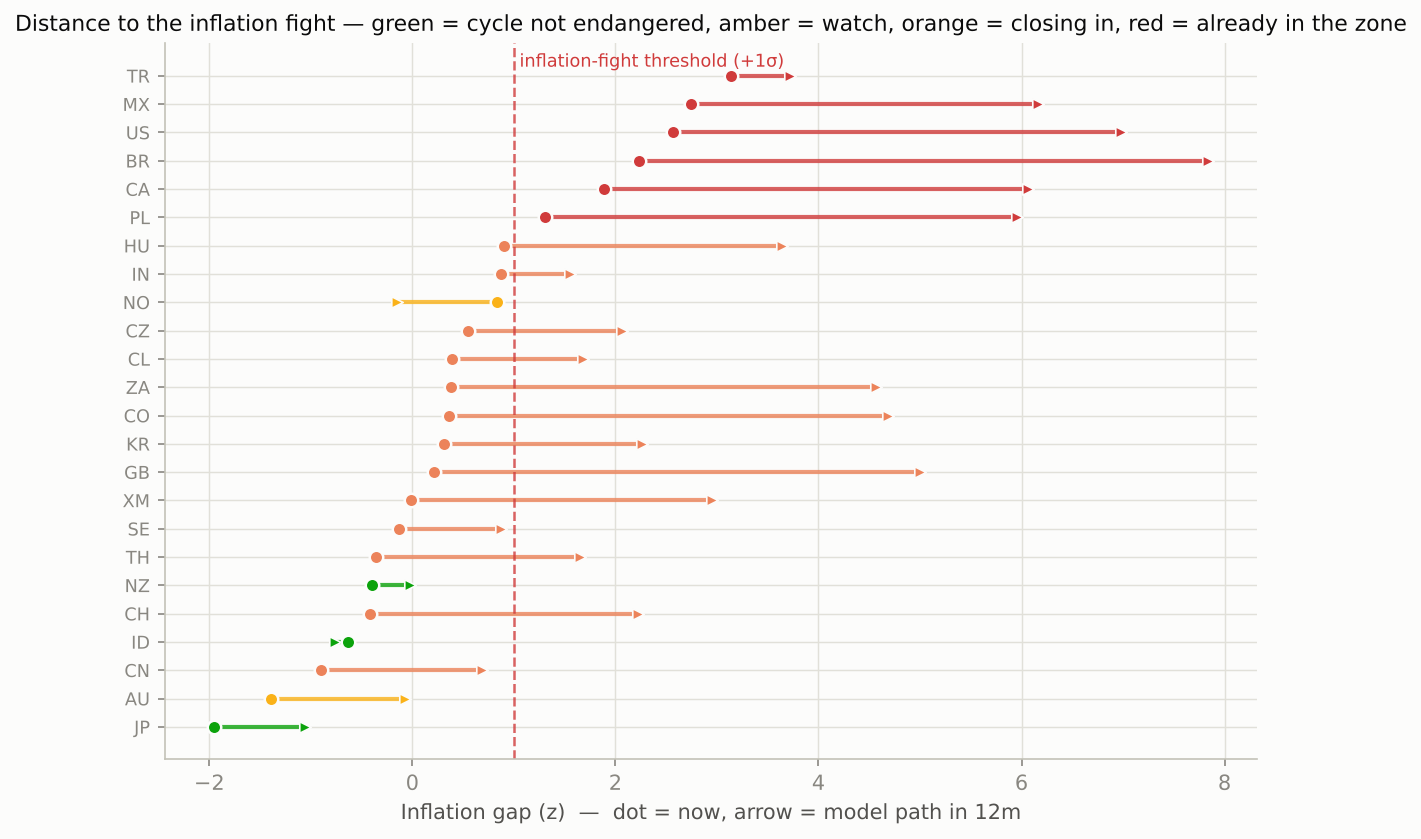 Distance to the inflation fight — green = cycle not endangered, amber = watch, orange = closing in, red = already in the zone
inflation-fight threshold (+1σ)
TR
MX
US
BR
CA
PL
HU
IN
NO
CZ
CL
ZA
CO
KR
GB
XM
SE
TH
NZ
CH
ID
CN
AU
JP
−2 0 2 4 6 8
Inflation gap (z) — dot = now, arrow = model path in 12m